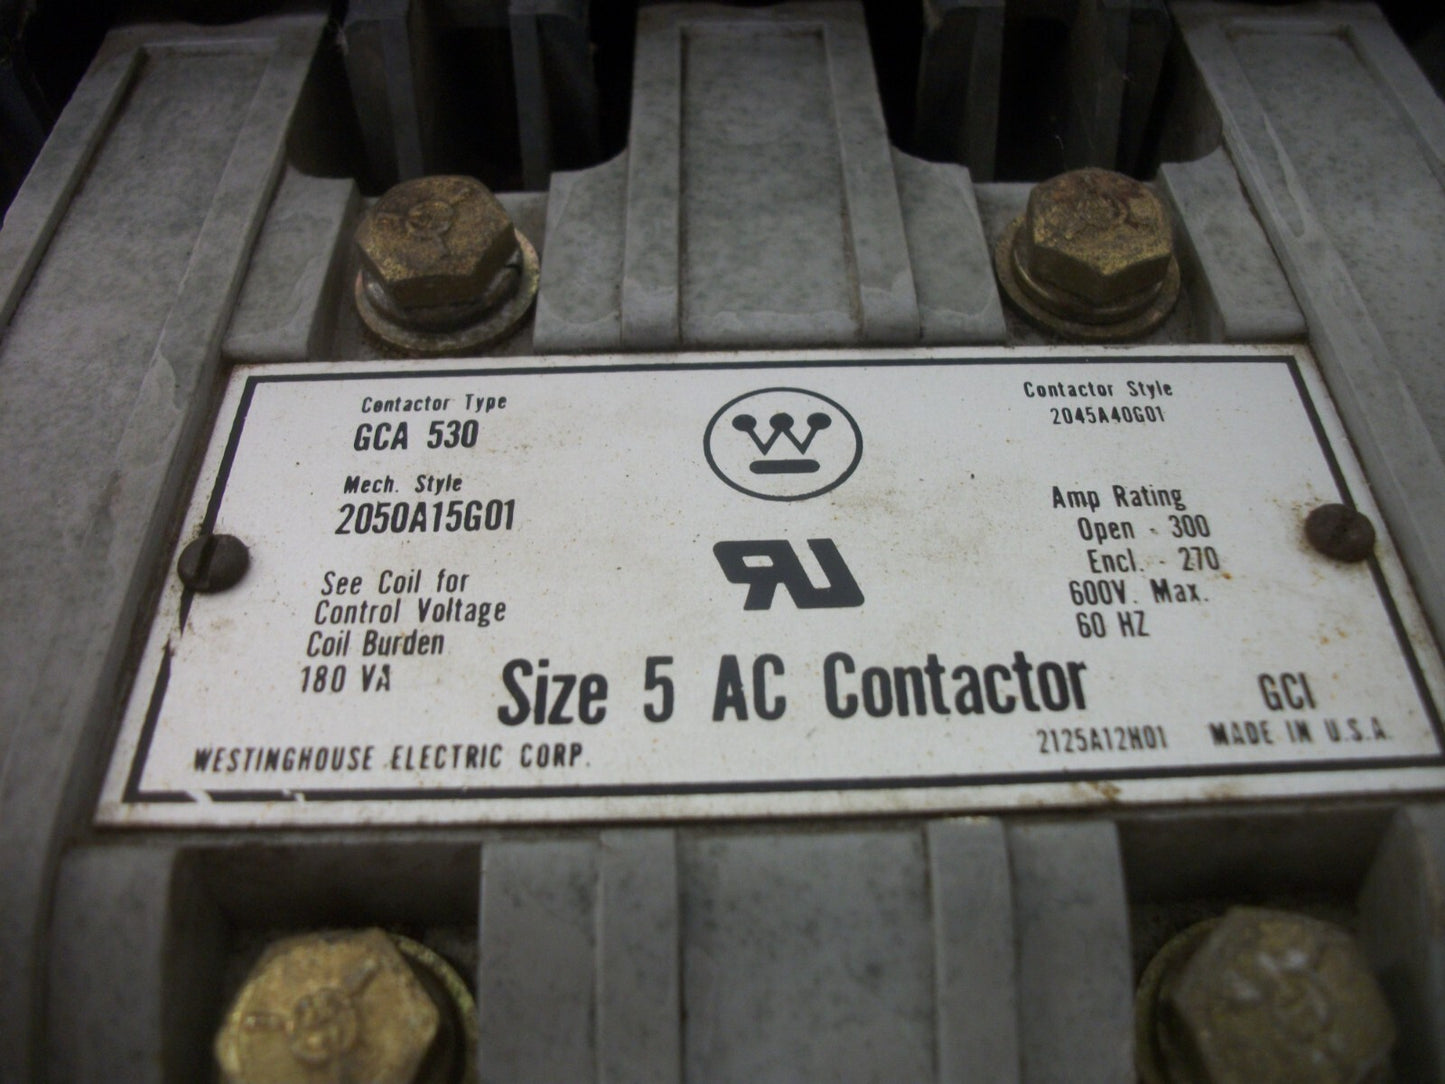 Contactor Type
GCA 530
Mech. Style
2050A15G01
See Coil for
Control Voltage
Coil Burden
180 VA
W
RU
Contactor Style
2045A40G01
Amp Rating
Open - 300
Encl. - 270
600V. Max.
60 HZ
Size 5 AC Contactor
GCI
WESTINGHOUSE ELECTRIC CORP.
2125A12H01
MADE IN U.S.A.